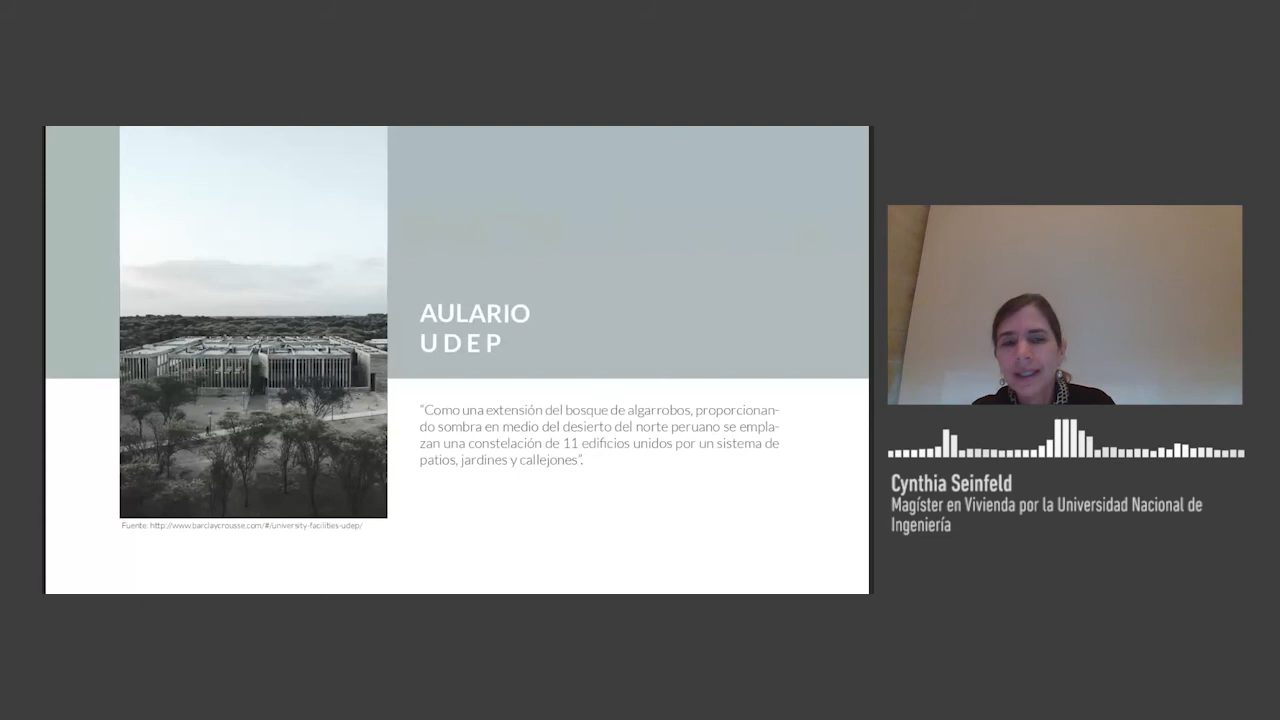 AULARIO
UDEP
“Como una extensión del bosque de algarrobos, proporcionan-
do sombra en medio del desierto del norte peruano se empla-
zan una constelación de 11 edificios unidos por un sistema de
patios, jardines y callejones”.
Fuente: http://www.barclaycrousse.com/#/university-facilities-udep/
Cynthia Seinfeld
Magíster en Vivienda por la Universidad Nacional de
Ingeniería